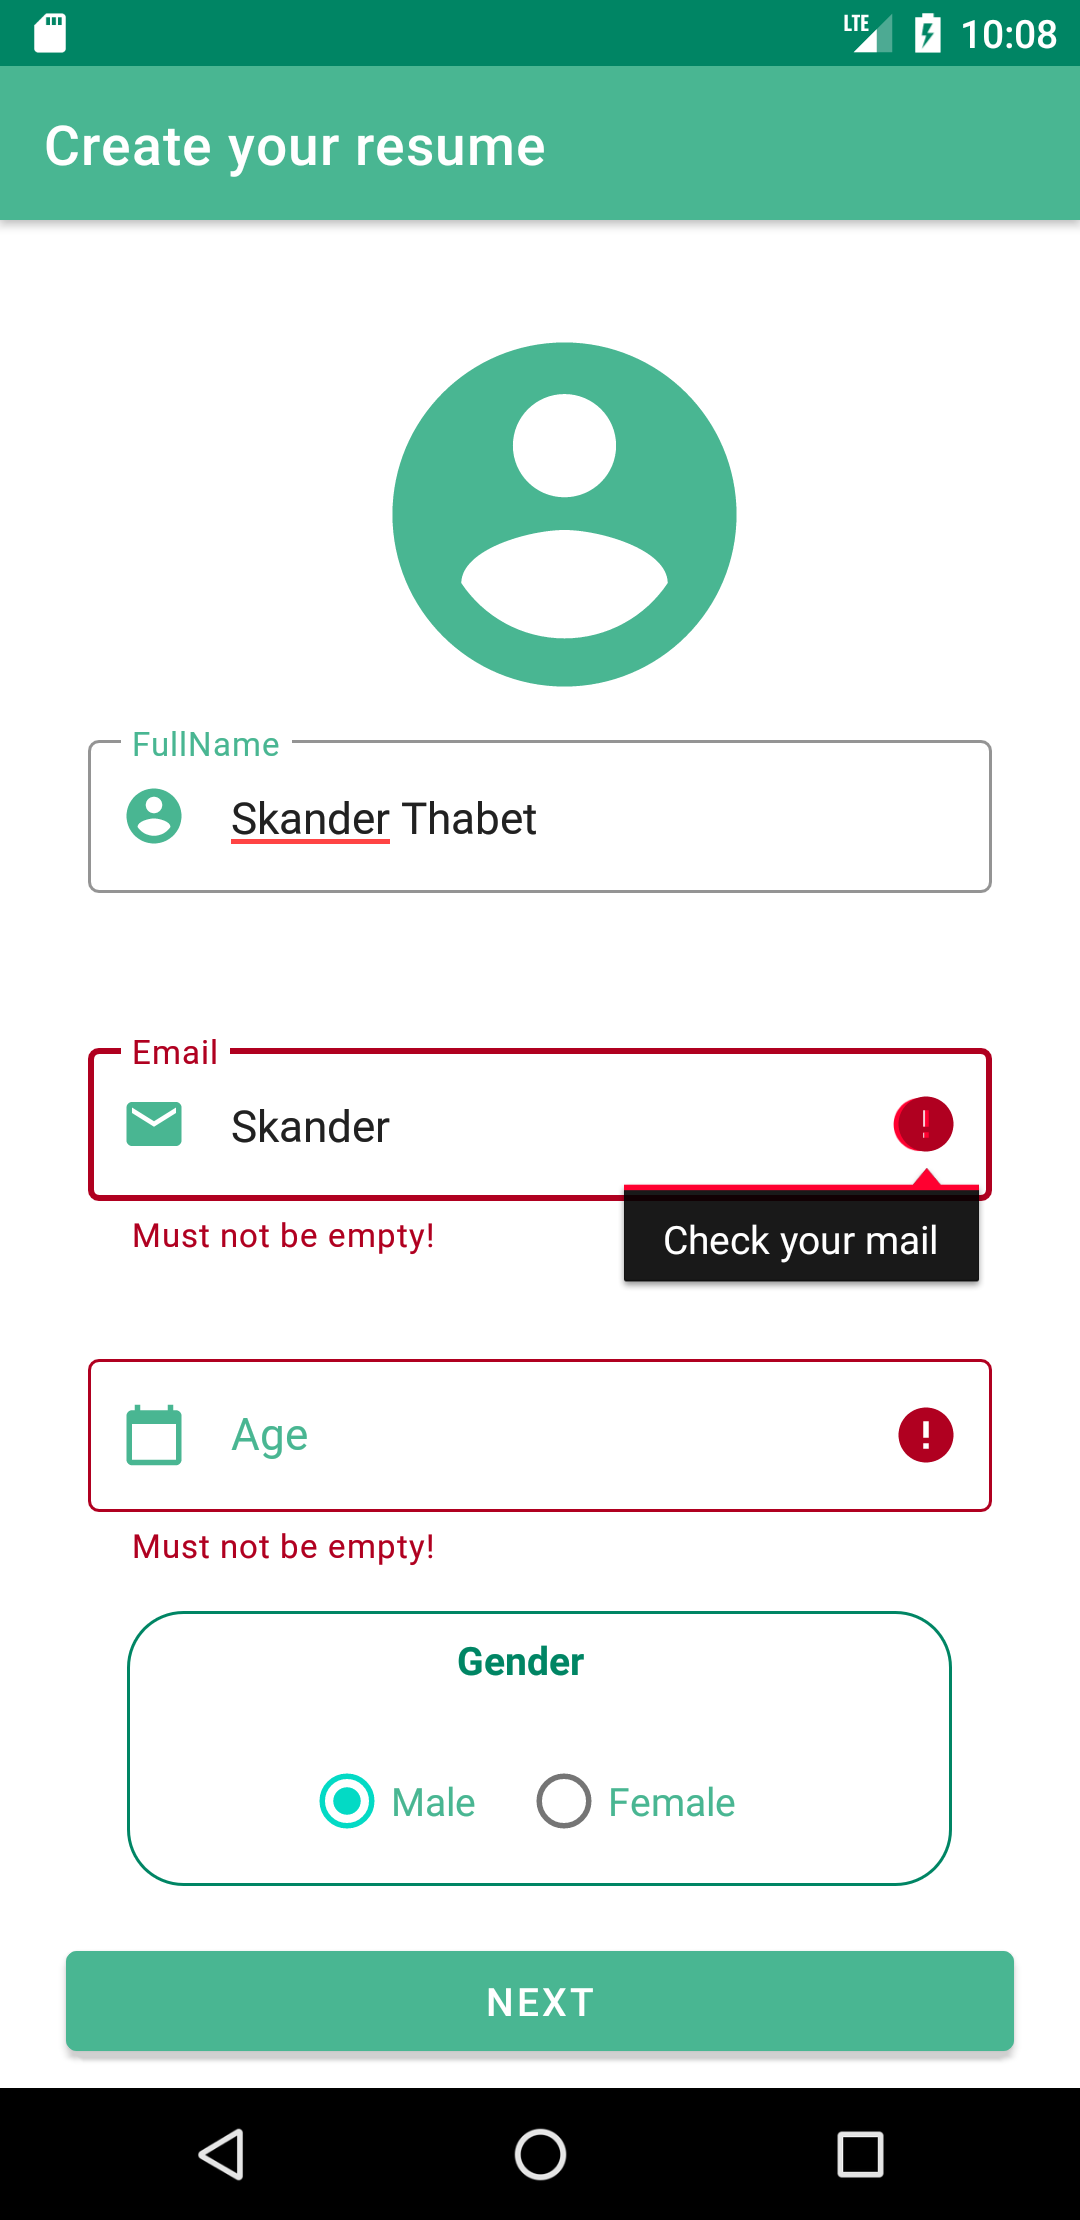 LTE 10:08
Create your resume
FullName
Skander Thabet
Email
Skander
!
Must not be empty!
Check your mail
Age
!
Must not be empty!
Gender
Male Female
NEXT